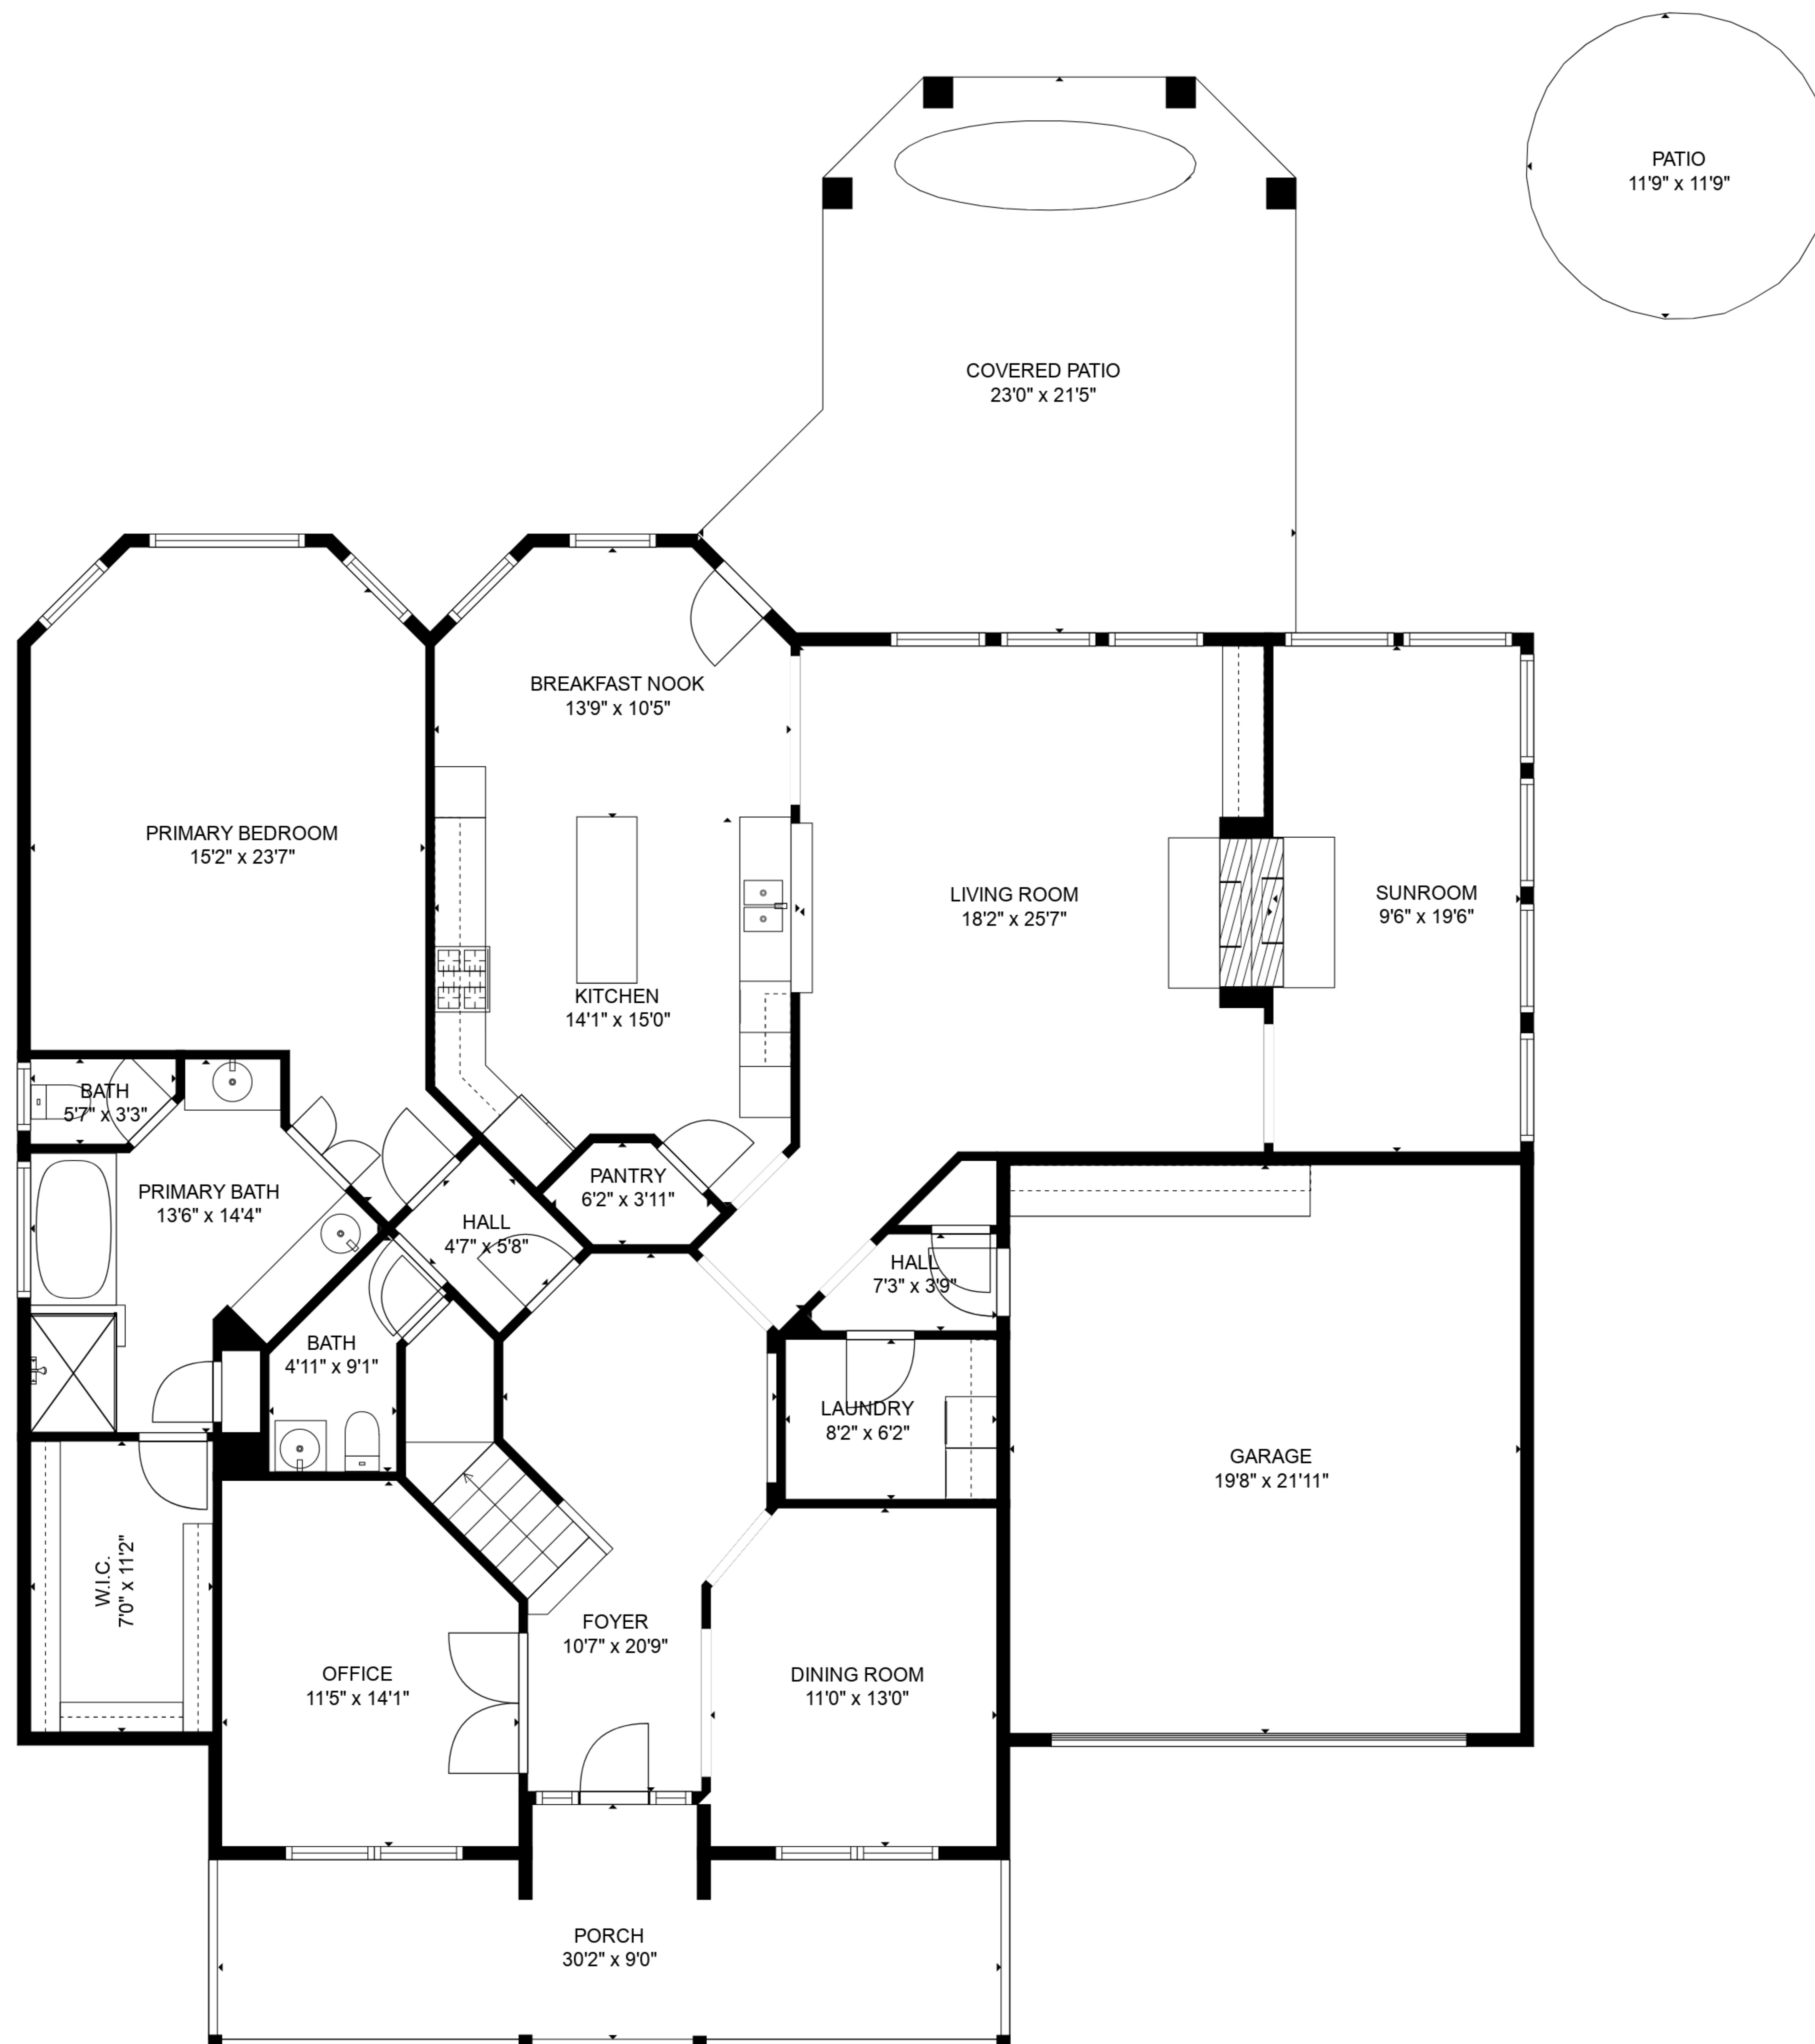 PATIO
11'9" x 11'9"
COVERED PATIO
23'0" x 21'5"
BREAKFAST NOOK
13'9" x 10'5"
PRIMARY BEDROOM
15'2" x 23'7"
LIVING ROOM
18'2" x 25'7"
SUNROOM
9'6" x 19'6"
KITCHEN
14'1" x 15'0"
BATH
5'7" x 3'3"
PRIMARY BATH
13'6" x 14'4"
PANTRY
6'2" x 3'11"
HALL
4'7" x 5'8"
HALL
7'3" x 3'9"
BATH
4'11" x 9'1"
LAUNDRY
8'2" x 6'2"
GARAGE
19'8" x 21'11"
W.I.C.
7'0" x 11'2"
FOYER
10'7" x 20'9"
OFFICE
11'5" x 14'1"
DINING ROOM
11'0" x 13'0"
PORCH
30'2" x 9'0"